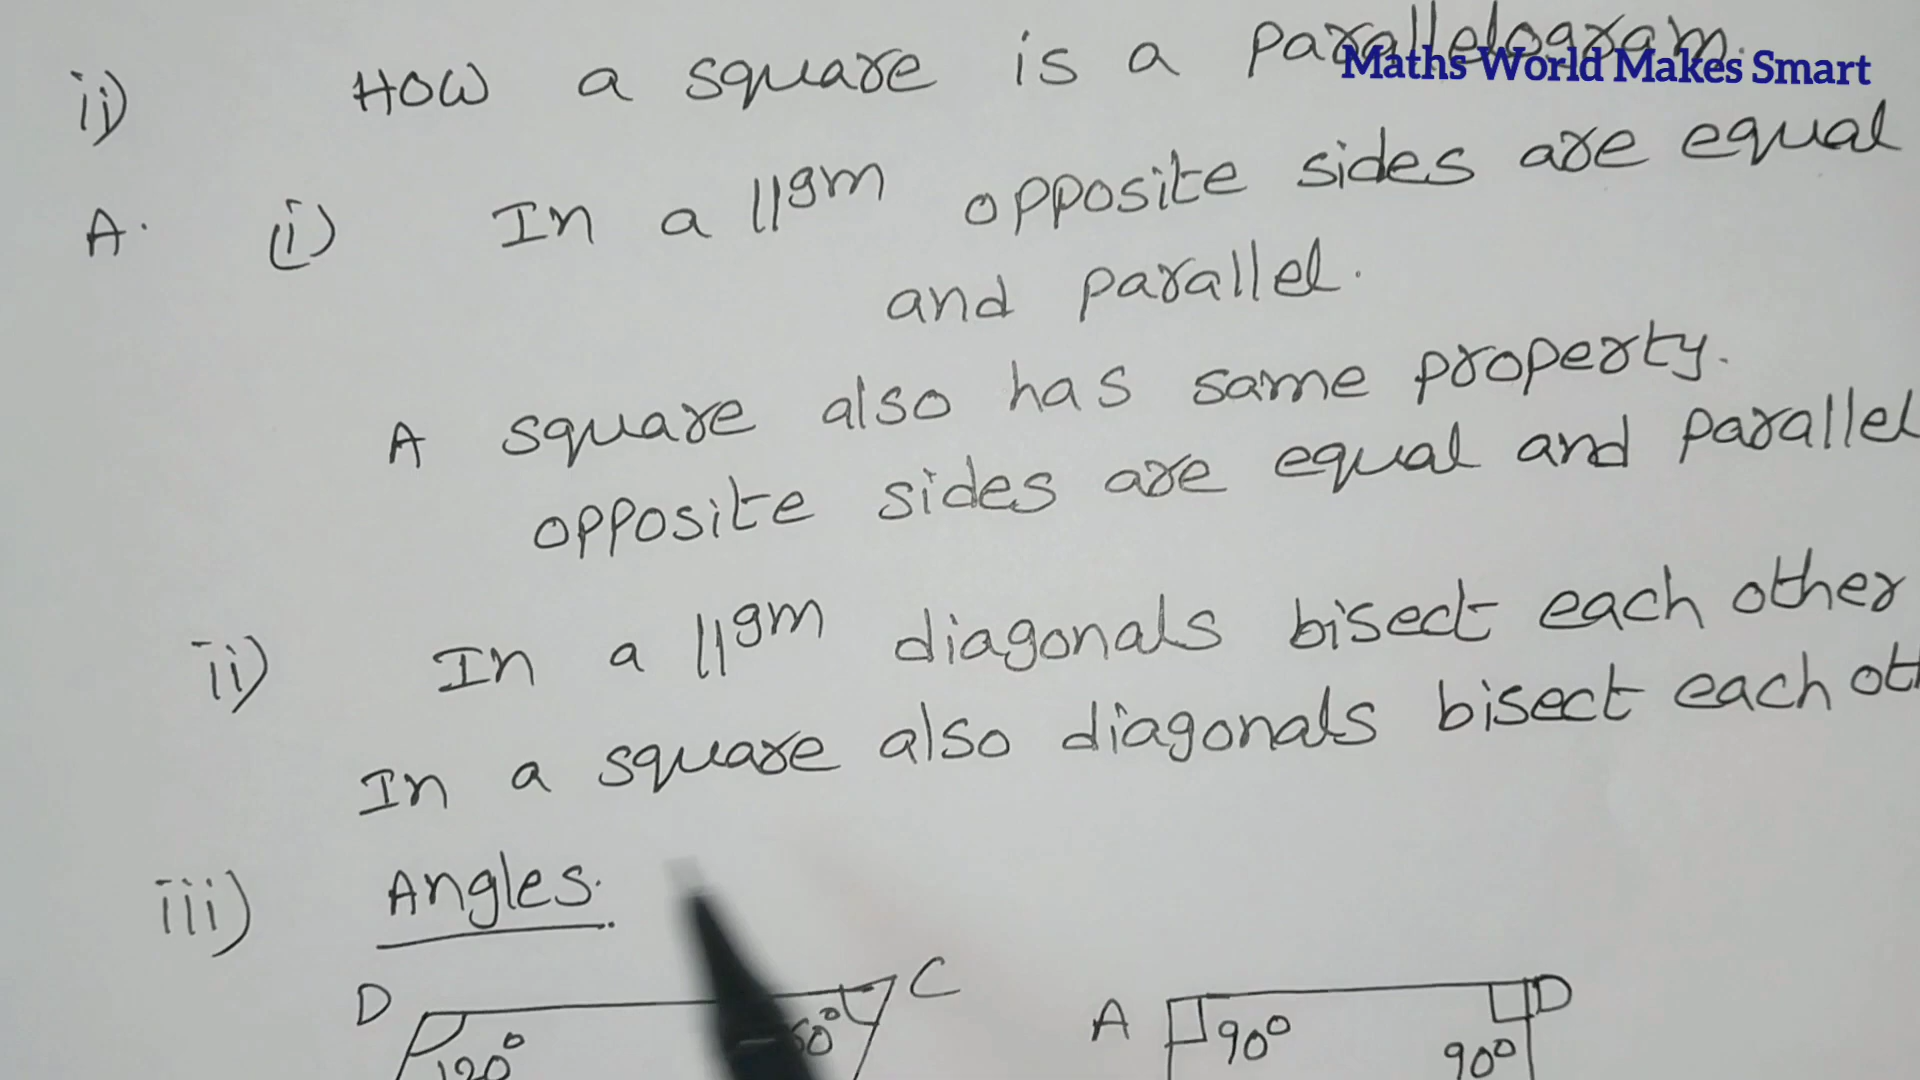 ii) How a square is a parallelogram.
Maths World Makes Smart
A. (i) In a ||gm opposite sides are equal
and parallel.
A square also has same property.
opposite sides are equal and parallel
ii) In a ||gm diagonals bisect each other
In a square also diagonals bisect each
iii) Angles.
D C A D
120° 60° 90° 90°